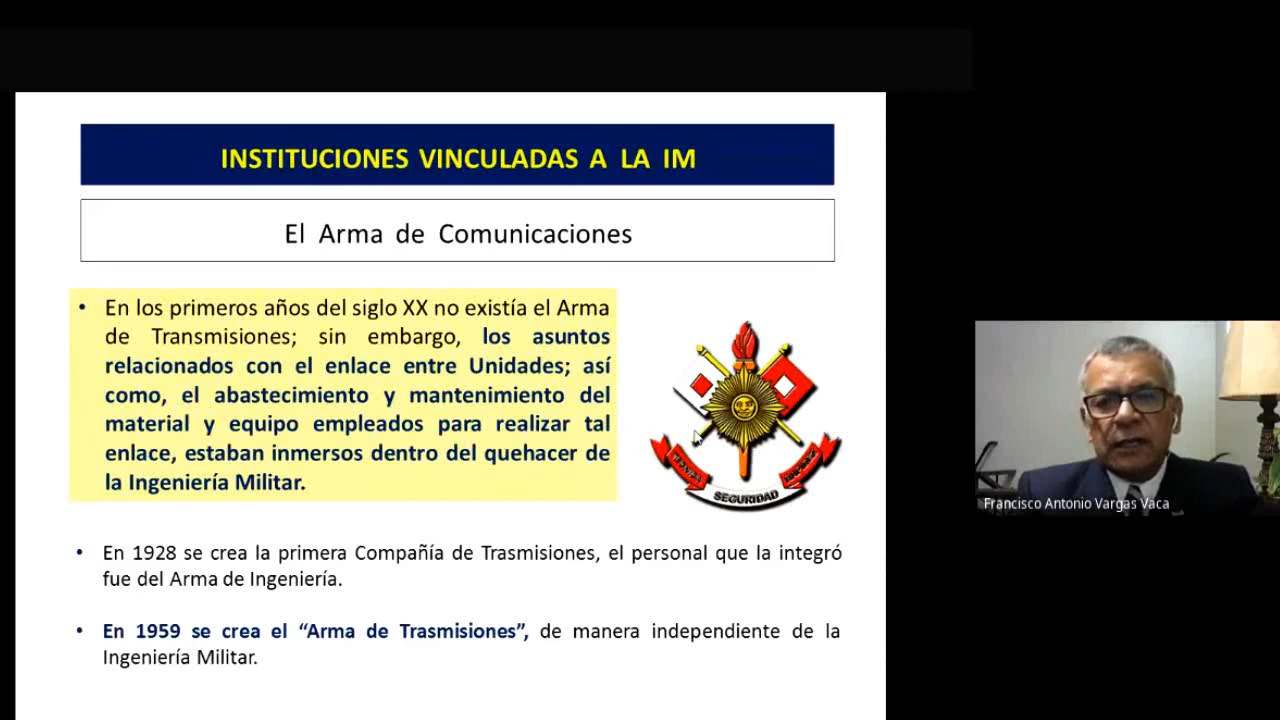 INSTITUCIONES VINCULADAS A LA IM
El Arma de Comunicaciones
• En los primeros años del siglo XX no existía el Arma
de Transmisiones; sin embargo, los asuntos
relacionados con el enlace entre Unidades; así
como, el abastecimiento y mantenimiento del
material y equipo empleados para realizar tal
enlace, estaban inmersos dentro del quehacer de
la Ingeniería Militar.
SEGURIDAD
• En 1928 se crea la primera Compañía de Trasmisiones, el personal que la integró
fue del Arma de Ingeniería.
• En 1959 se crea el “Arma de Trasmisiones”, de manera independiente de la
Ingeniería Militar.
Francisco Antonio Vargas Vaca